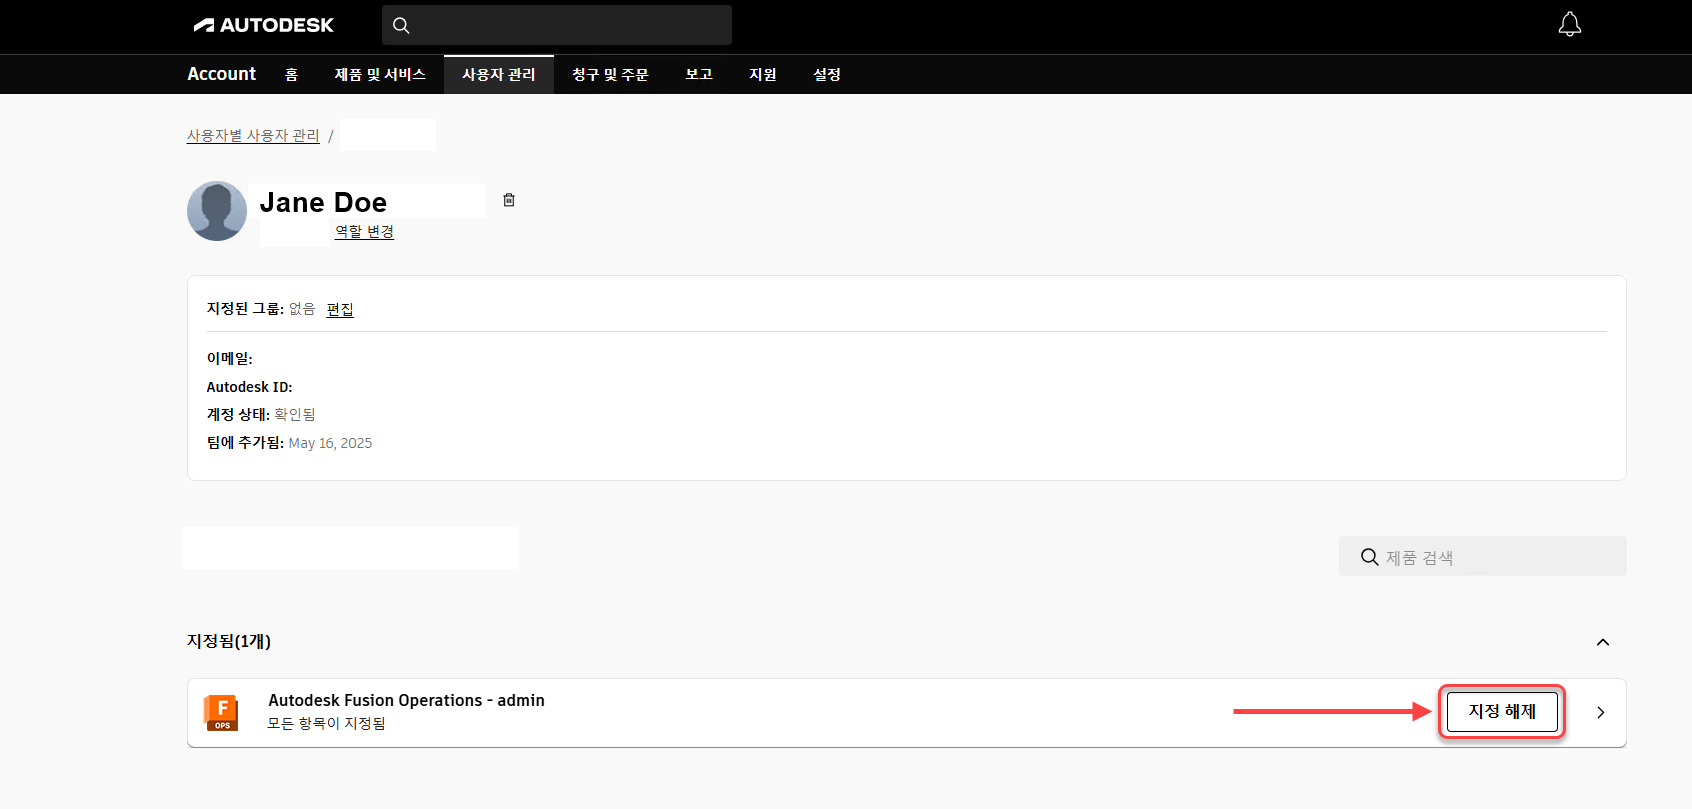 AUTODESK
Account 홈 제품 및 서비스 사용자 관리 청구 및 주문 보고 지원 설정
사용자별 사용자 관리 /
Jane Doe
역할 변경
지정된 그룹: 없음 편집
이메일:
Autodesk ID:
계정 상태: 확인됨
팀에 추가됨: May 16, 2025
제품 검색
지정됨(1개)
F
OPS
Autodesk Fusion Operations - admin
모든 항목이 지정됨
지정 해제